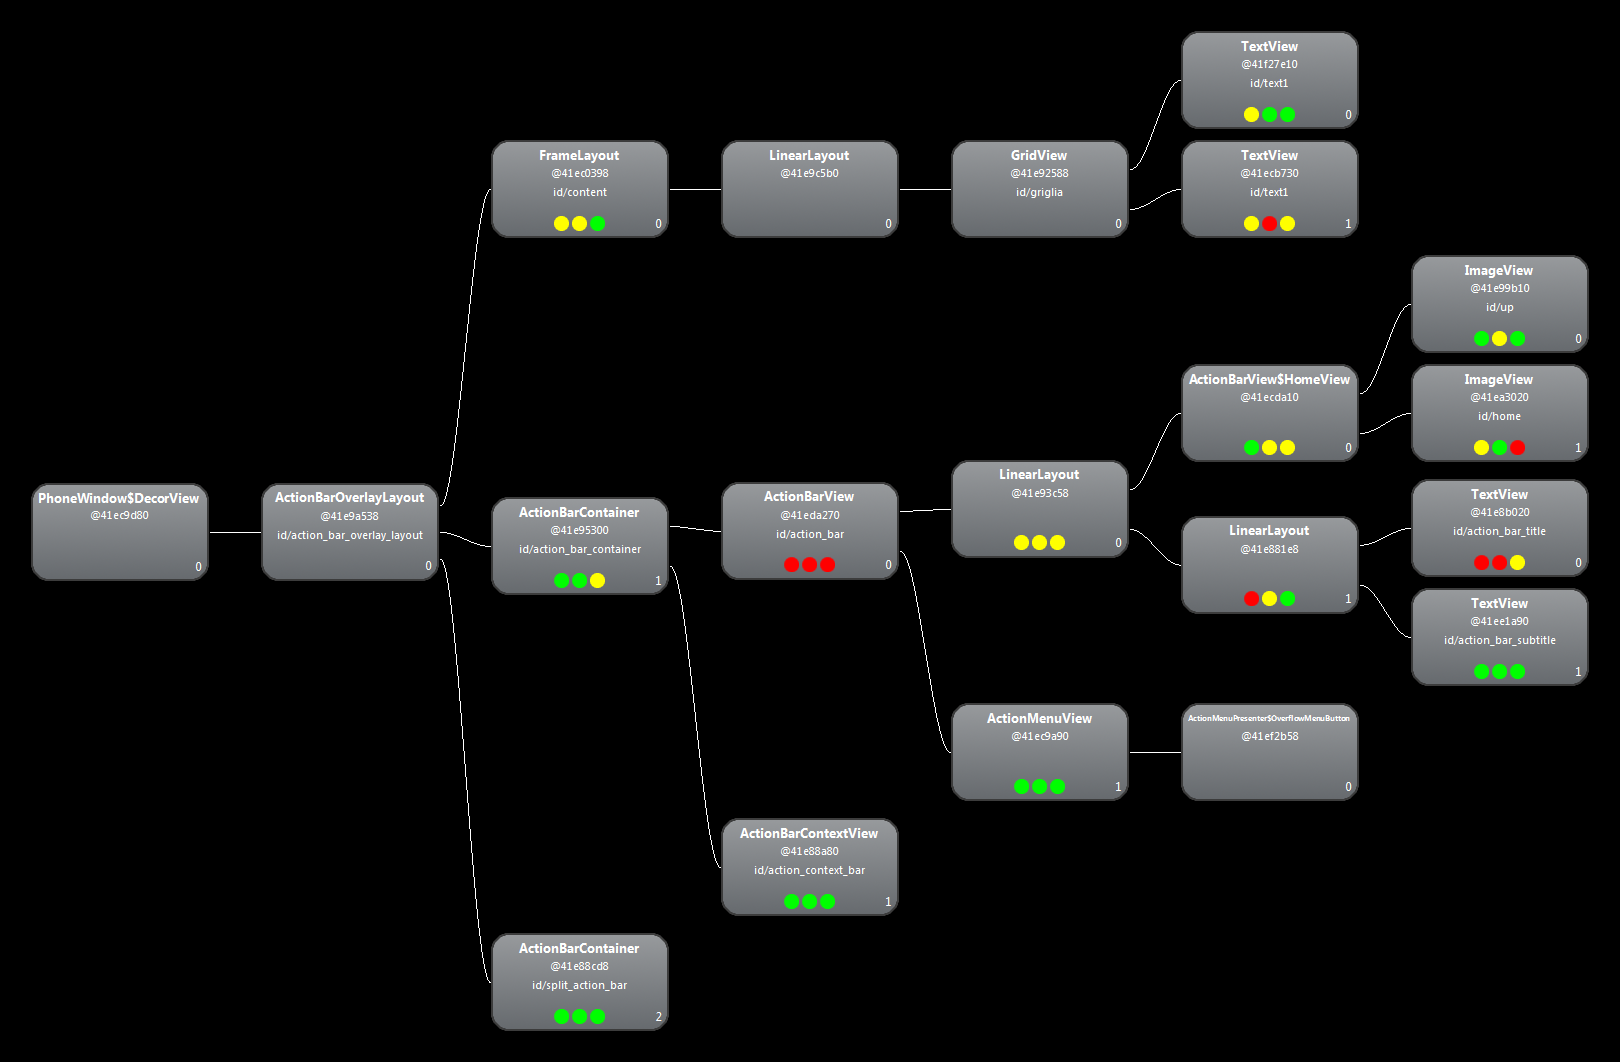 TextView
@41f27e10
id/text1
0
FrameLayout
@41ec0398
id/content
0
LinearLayout
@41e9c5b0
0
GridView
@41e92588
id/griglia
0
TextView
@41ecb730
id/text1
1
ImageView
@41e99b10
id/up
0
ActionBarView$HomeView
@41ecda10
0
ImageView
@41ea3020
id/home
1
PhoneWindow$DecorView
@41ec9d80
0
ActionBarOverlayLayout
@41e9a538
id/action_bar_overlay_layout
0
ActionBarContainer
@41e95300
id/action_bar_container
1
ActionBarView
@41eda270
id/action_bar
0
LinearLayout
@41e93c58
0
LinearLayout
@41e881e8
1
TextView
@41e8b020
id/action_bar_title
0
TextView
@41ee1a90
id/action_bar_subtitle
1
ActionMenuView
@41ec9a90
1
ActionMenuPresenter$OverflowMenuButton
@41ef2b58
0
ActionBarContextView
@41e88a80
id/action_context_bar
1
ActionBarContainer
@41e88cd8
id/split_action_bar
2